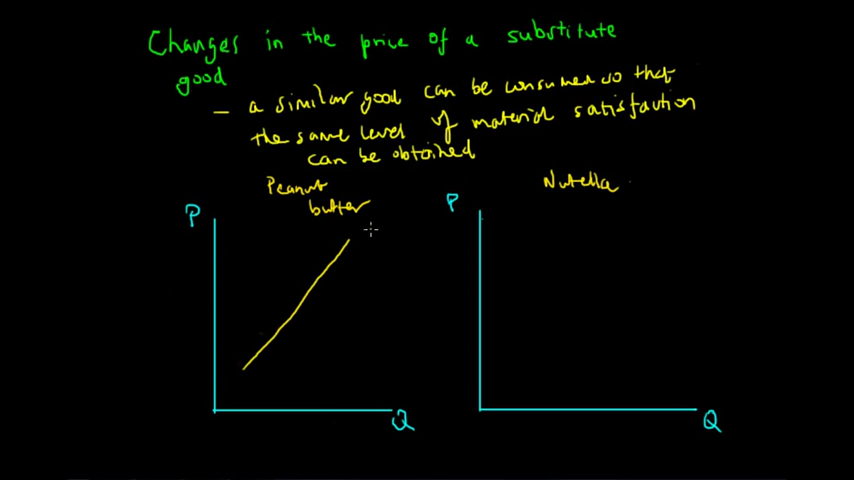 Changes in the price of a substitute
good
- a similar good can be consumed so that
the same level of material satisfaction
can be obtained
Peanut
butter
Nutella
P
P
Q
Q